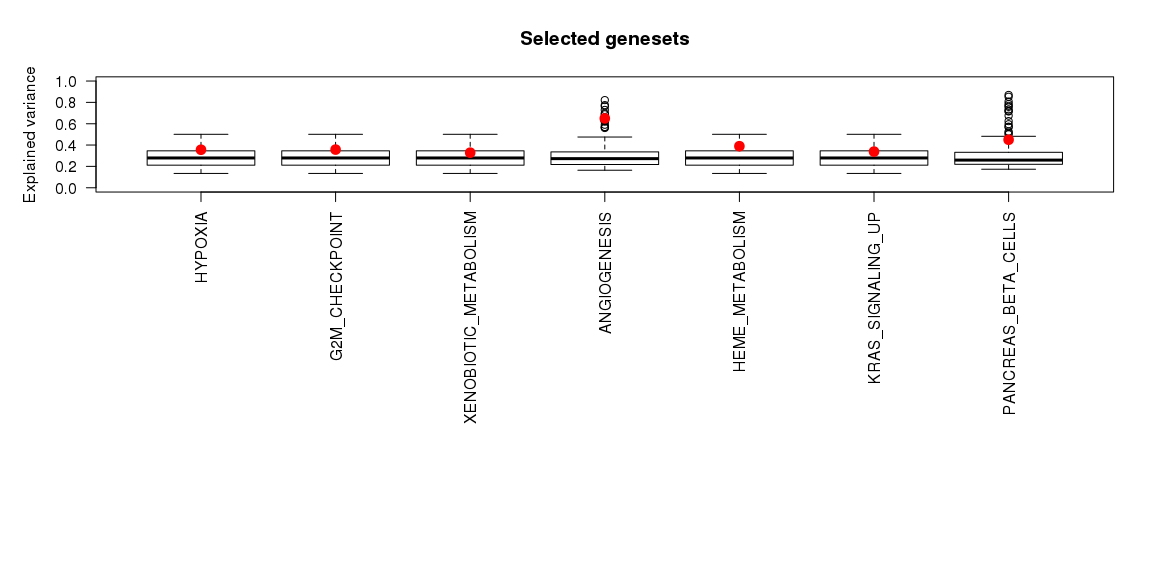 Selected genesets
Explained variance
1.0
0.8
0.6
0.4
0.2
0.0
HYPOXIA
G2M_CHECKPOINT
XENOBIOTIC_METABOLISM
ANGIOGENESIS
HEME_METABOLISM
KRAS_SIGNALING_UP
PANCREAS_BETA_CELLS